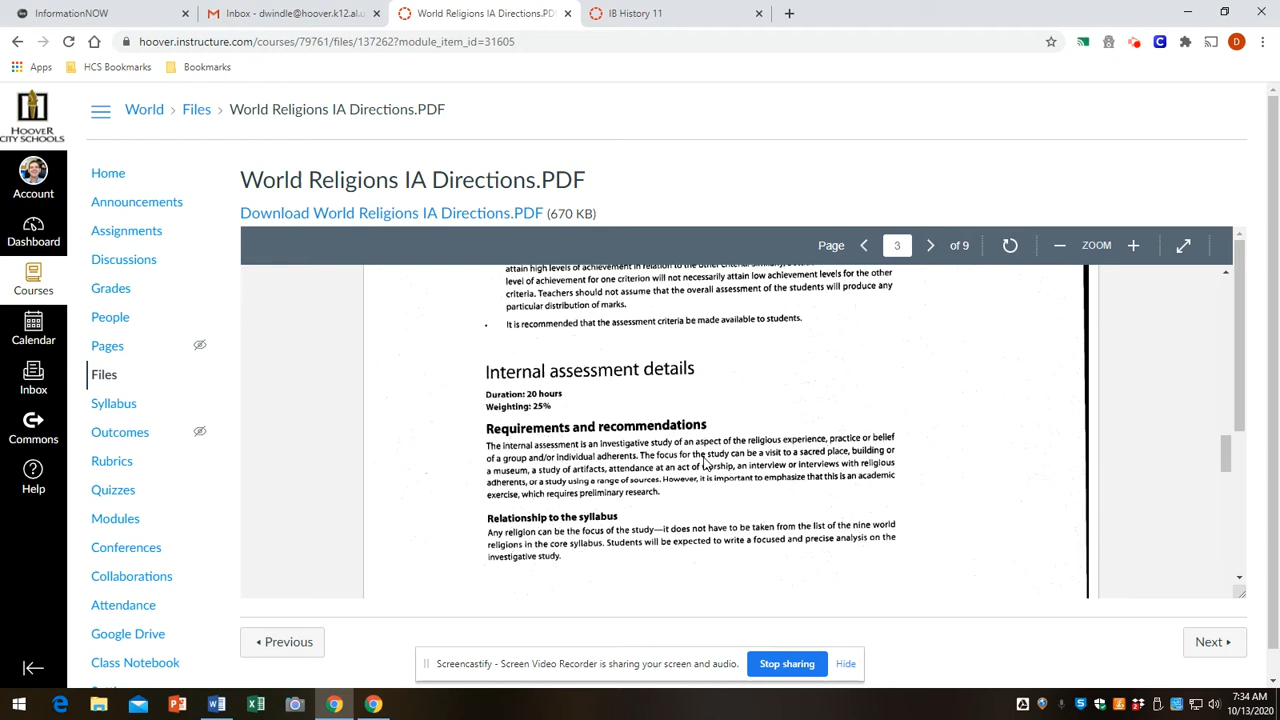 InformatiNOW
Inbox - dwindle@hoover.k12.al.u
World Religions IA Directions.PDF
IB History 11
hoover.instructure.com/courses/79761/files/137262?module_item_id=31605
Apps
HCS Bookmarks
Bookmarks
HOOVER
CITY SCHOOLS
Account
Dashboard
Courses
Calendar
Inbox
Commons
Help
World
Files
World Religions IA Directions.PDF
Home
Announcements
Assignments
Discussions
Grades
People
Pages
Files
Syllabus
Outcomes
Rubrics
Quizzes
Modules
Conferences
Collaborations
Attendance
Google Drive
Class Notebook
World Religions IA Directions.PDF
Download World Religions IA Directions.PDF (670 KB)
Page 3 of 9
ZOOM
attain high levels of achievement in relation to the other criteria
level of achievement for one criterion will not necessarily attain low achievement levels for the other
criteria. Teachers should not assume that the overall assessment of the students will produce any
particular distribution of marks.
• It is recommended that the assessment criteria be made available to students.
Internal assessment details
Duration: 20 hours
Weighting: 25%
Requirements and recommendations
The internal assessment is an investigative study of an aspect of the religious experience, practice or belief
of a group and/or individual adherents. The focus for the study can be a visit to a sacred place, building or
a museum, a study of artifacts, attendance at an act of worship, an interview or interviews with religious
adherents, or a study using a range of sources. However, it is important to emphasize that this is an academic
exercise, which requires preliminary research.
Relationship to the syllabus
Any religion can be the focus of the study—it does not have to be taken from the list of the nine world
religions in the core syllabus. Students will be expected to write a focused and precise analysis on the
investigative study.
Previous
Next
Screencastify - Screen Video Recorder is sharing your screen and audio.
Stop sharing
Hide
7:34 AM
10/13/2020